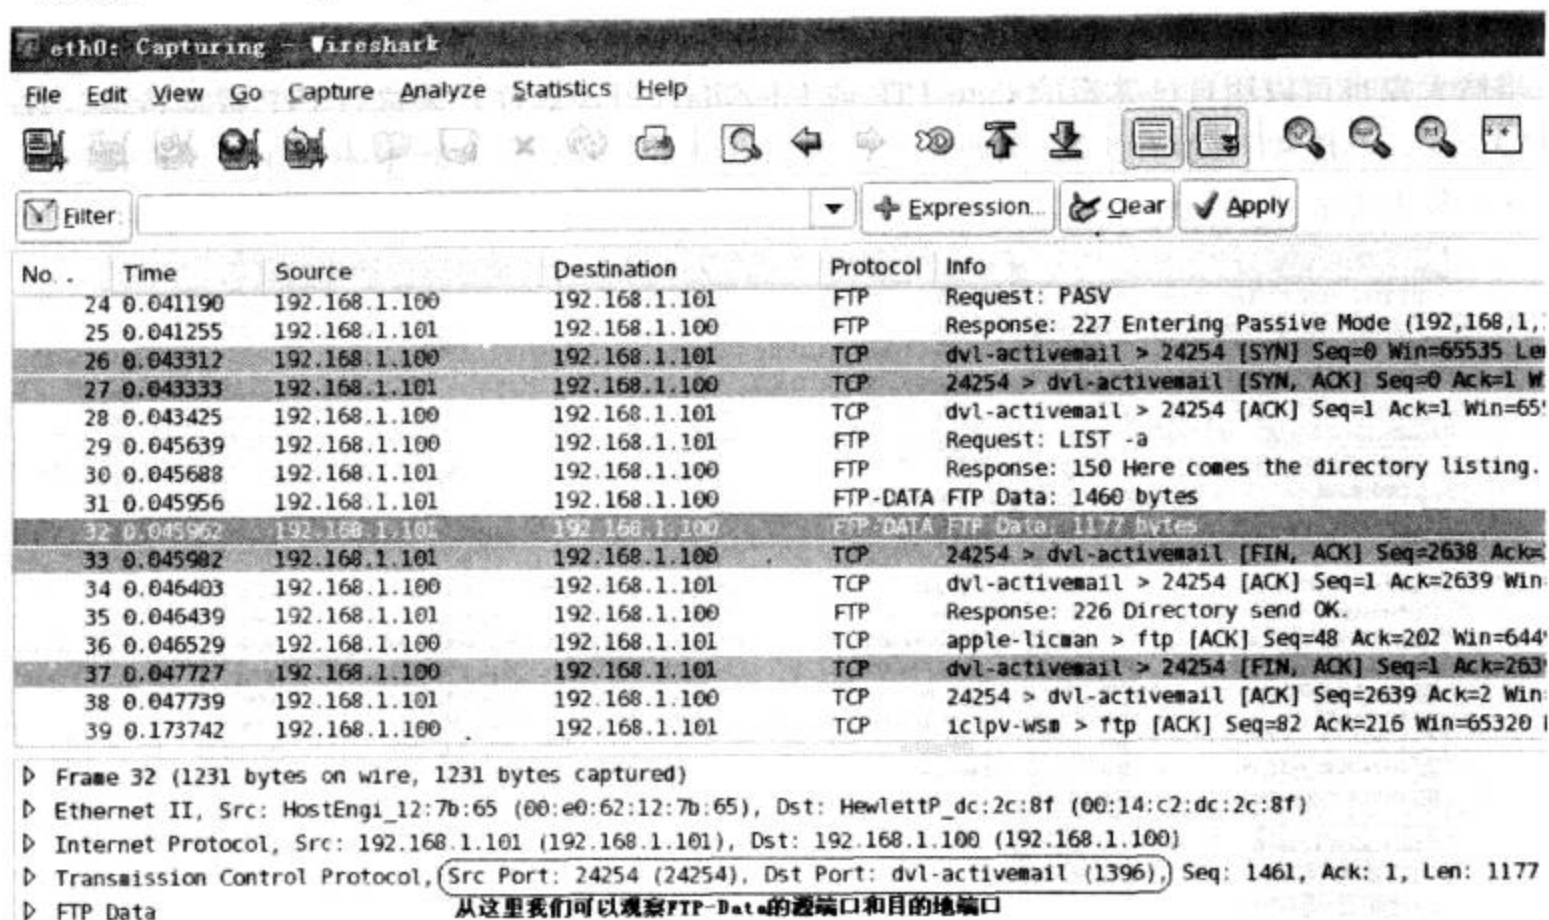 eth0: Capturing - Wireshark
File Edit View Go Capture Analyze Statistics Help
Filter: Expression... Clear Apply
No. . Time Source Destination Protocol Info
24 0.041190 192.168.1.100 192.168.1.101 FTP Request: PASV
25 0.041255 192.168.1.101 192.168.1.100 FTP Response: 227 Entering Passive Mode (192,168,1,
26 0.043312 192.168.1.100 192.168.1.101 TCP dvl-activemail > 24254 [SYN] Seq=0 Win=65535 Le
27 0.043333 192.168.1.101 192.168.1.100 TCP 24254 > dvl-activemail [SYN, ACK] Seq=0 Ack=1 W
28 0.043425 192.168.1.100 192.168.1.101 TCP dvl-activemail > 24254 [ACK] Seq=1 Ack=1 Win=65
29 0.045639 192.168.1.100 192.168.1.101 FTP Request: LIST -a
30 0.045688 192.168.1.101 192.168.1.100 FTP Response: 150 Here comes the directory listing.
31 0.045956 192.168.1.101 192.168.1.100 FTP-DATA FTP Data: 1460 bytes
32 0.045962 192.168.1.101 192.168.1.100 FTP-DATA FTP Data: 1177 bytes
33 0.045982 192.168.1.101 192.168.1.100 TCP 24254 > dvl-activemail [FIN, ACK] Seq=2638 Ack=
34 0.046403 192.168.1.100 192.168.1.101 TCP dvl-activemail > 24254 [ACK] Seq=1 Ack=2639 Win
35 0.046439 192.168.1.101 192.168.1.100 FTP Response: 226 Directory send OK.
36 0.046529 192.168.1.100 192.168.1.101 TCP apple-licman > ftp [ACK] Seq=48 Ack=202 Win=644
37 0.047727 192.168.1.100 192.168.1.101 TCP dvl-activemail > 24254 [FIN, ACK] Seq=1 Ack=263
38 0.047739 192.168.1.101 192.168.1.100 TCP 24254 > dvl-activemail [ACK] Seq=2639 Ack=2 Win
39 0.173742 192.168.1.100 192.168.1.101 TCP iclpv-wsm > ftp [ACK] Seq=82 Ack=216 Win=65320
Frame 32 (1231 bytes on wire, 1231 bytes captured)
Ethernet II, Src: HostEngi_12:7b:65 (00:e0:62:12:7b:65), Dst: HewlettP_dc:2c:8f (00:14:c2:dc:2c:8f)
Internet Protocol, Src: 192.168.1.101 (192.168.1.101), Dst: 192.168.1.100 (192.168.1.100)
Transmission Control Protocol, Src Port: 24254 (24254), Dst Port: dvl-activemail (1396), Seq: 1461, Ack: 1, Len: 1177
FTP Data
从这里我们可以观察FTP-Data的源端口和目的地端口